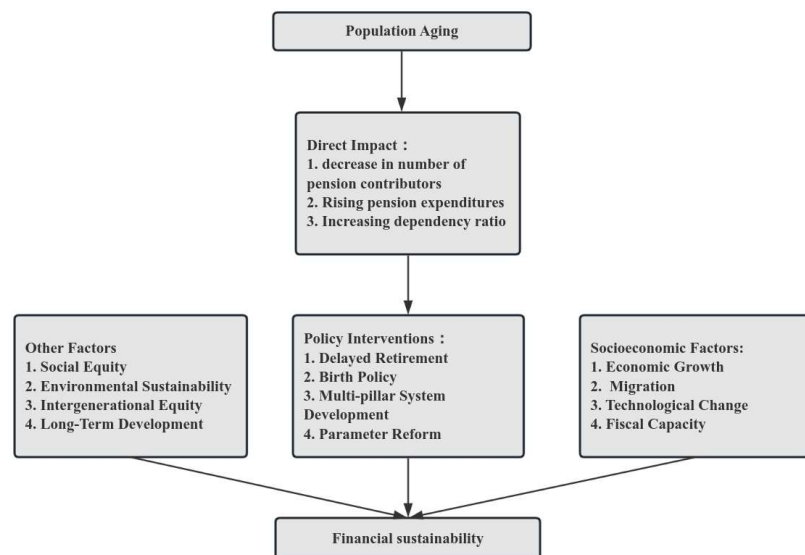 Population Aging
Direct Impact：
1. decrease in number of
pension contributors
2. Rising pension expenditures
3. Increasing dependency ratio
Other Factors
1. Social Equity
2. Environmental Sustainability
3. Intergenerational Equity
4. Long-Term Development
Policy Interventions：
1. Delayed Retirement
2. Birth Policy
3. Multi-pillar System
Development
4. Parameter Reform
Socioeconomic Factors:
1. Economic Growth
2. Migration
3. Technological Change
4. Fiscal Capacity
Financial sustainability